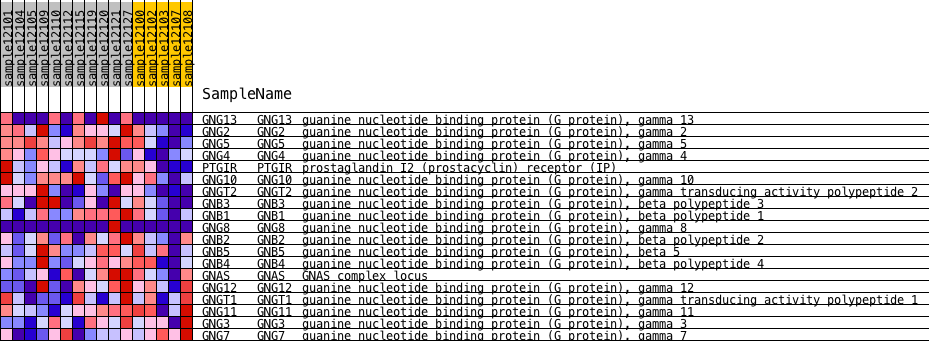 sample12101
sample12104
sample12105
sample12109
sample12110
sample12112
sample12115
sample12119
sample12120
sample12121
sample12127
sample12100
sample12102
sample12103
sample12107
sample12108
SampleName
GNG13 GNG13 guanine nucleotide binding protein (G protein), gamma 13
GNG2 GNG2 guanine nucleotide binding protein (G protein), gamma 2
GNG5 GNG5 guanine nucleotide binding protein (G protein), gamma 5
GNG4 GNG4 guanine nucleotide binding protein (G protein), gamma 4
PTGIR PTGIR prostaglandin I2 (prostacyclin) receptor (IP)
GNG10 GNG10 guanine nucleotide binding protein (G protein), gamma 10
GNGT2 GNGT2 guanine nucleotide binding protein (G protein), gamma transducing activity polypeptide 2
GNB3 GNB3 guanine nucleotide binding protein (G protein), beta polypeptide 3
GNB1 GNB1 guanine nucleotide binding protein (G protein), beta polypeptide 1
GNG8 GNG8 guanine nucleotide binding protein (G protein), gamma 8
GNB2 GNB2 guanine nucleotide binding protein (G protein), beta polypeptide 2
GNB5 GNB5 guanine nucleotide binding protein (G protein), beta 5
GNB4 GNB4 guanine nucleotide binding protein (G protein), beta polypeptide 4
GNAS GNAS GNAS complex locus
GNG12 GNG12 guanine nucleotide binding protein (G protein), gamma 12
GNGT1 GNGT1 guanine nucleotide binding protein (G protein), gamma transducing activity polypeptide 1
GNG11 GNG11 guanine nucleotide binding protein (G protein), gamma 11
GNG3 GNG3 guanine nucleotide binding protein (G protein), gamma 3
GNG7 GNG7 guanine nucleotide binding protein (G protein), gamma 7